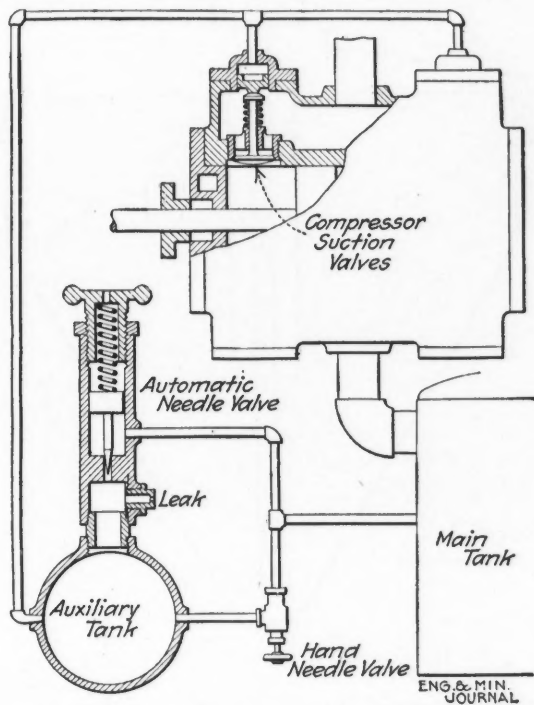 Compressor
Suction
Valves
Automatic
Needle Valve
Leak
Main
Tank
Auxiliary
Tank
Hand
Needle Valve
ENG. & MIN.
JOURNAL